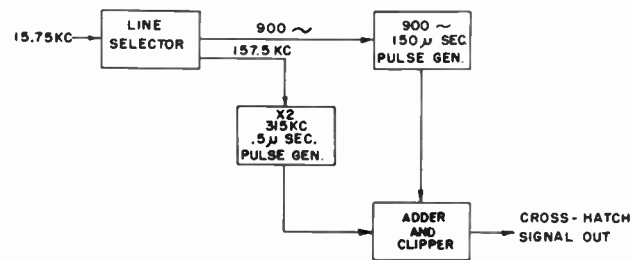 15.75KC
LINE
SELECTOR
900 ~
157.5 KC
900 ~
150 μ SEC.
PULSE GEN.
X2
315KC
.5μ SEC.
PULSE GEN.
ADDER
AND
CLIPPER
CROSS-HATCH
SIGNAL OUT